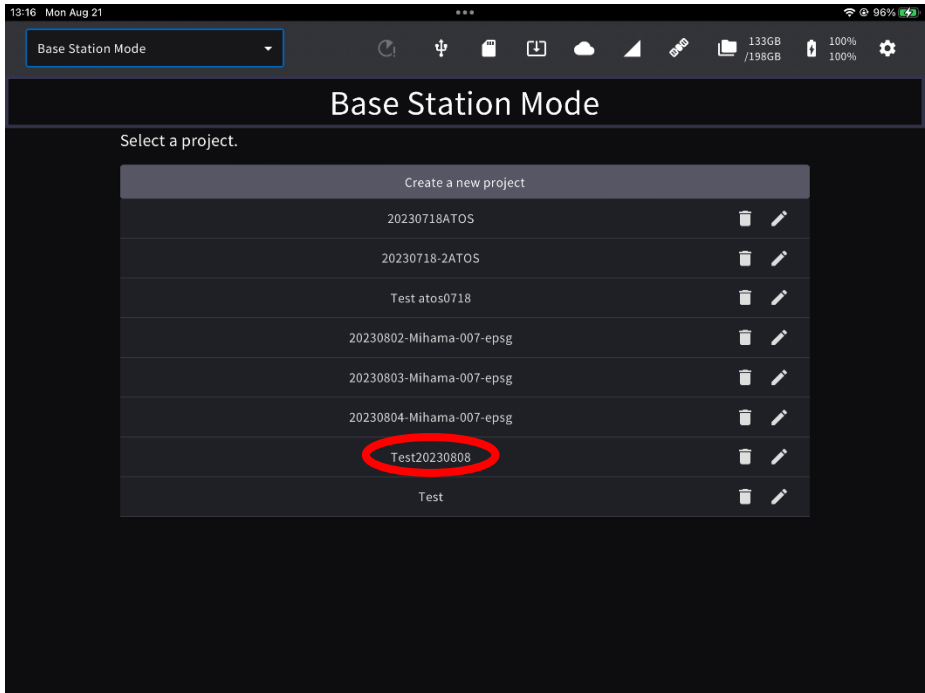 13:16 Mon Aug 21
96%
Base Station Mode
133GB
/198GB
100%
100%
Base Station Mode
Select a project.
Create a new project
20230718ATOS
20230718-2ATOS
Test atos0718
20230802-Mihama-007-epsg
20230803-Mihama-007-epsg
20230804-Mihama-007-epsg
Test20230808
Test